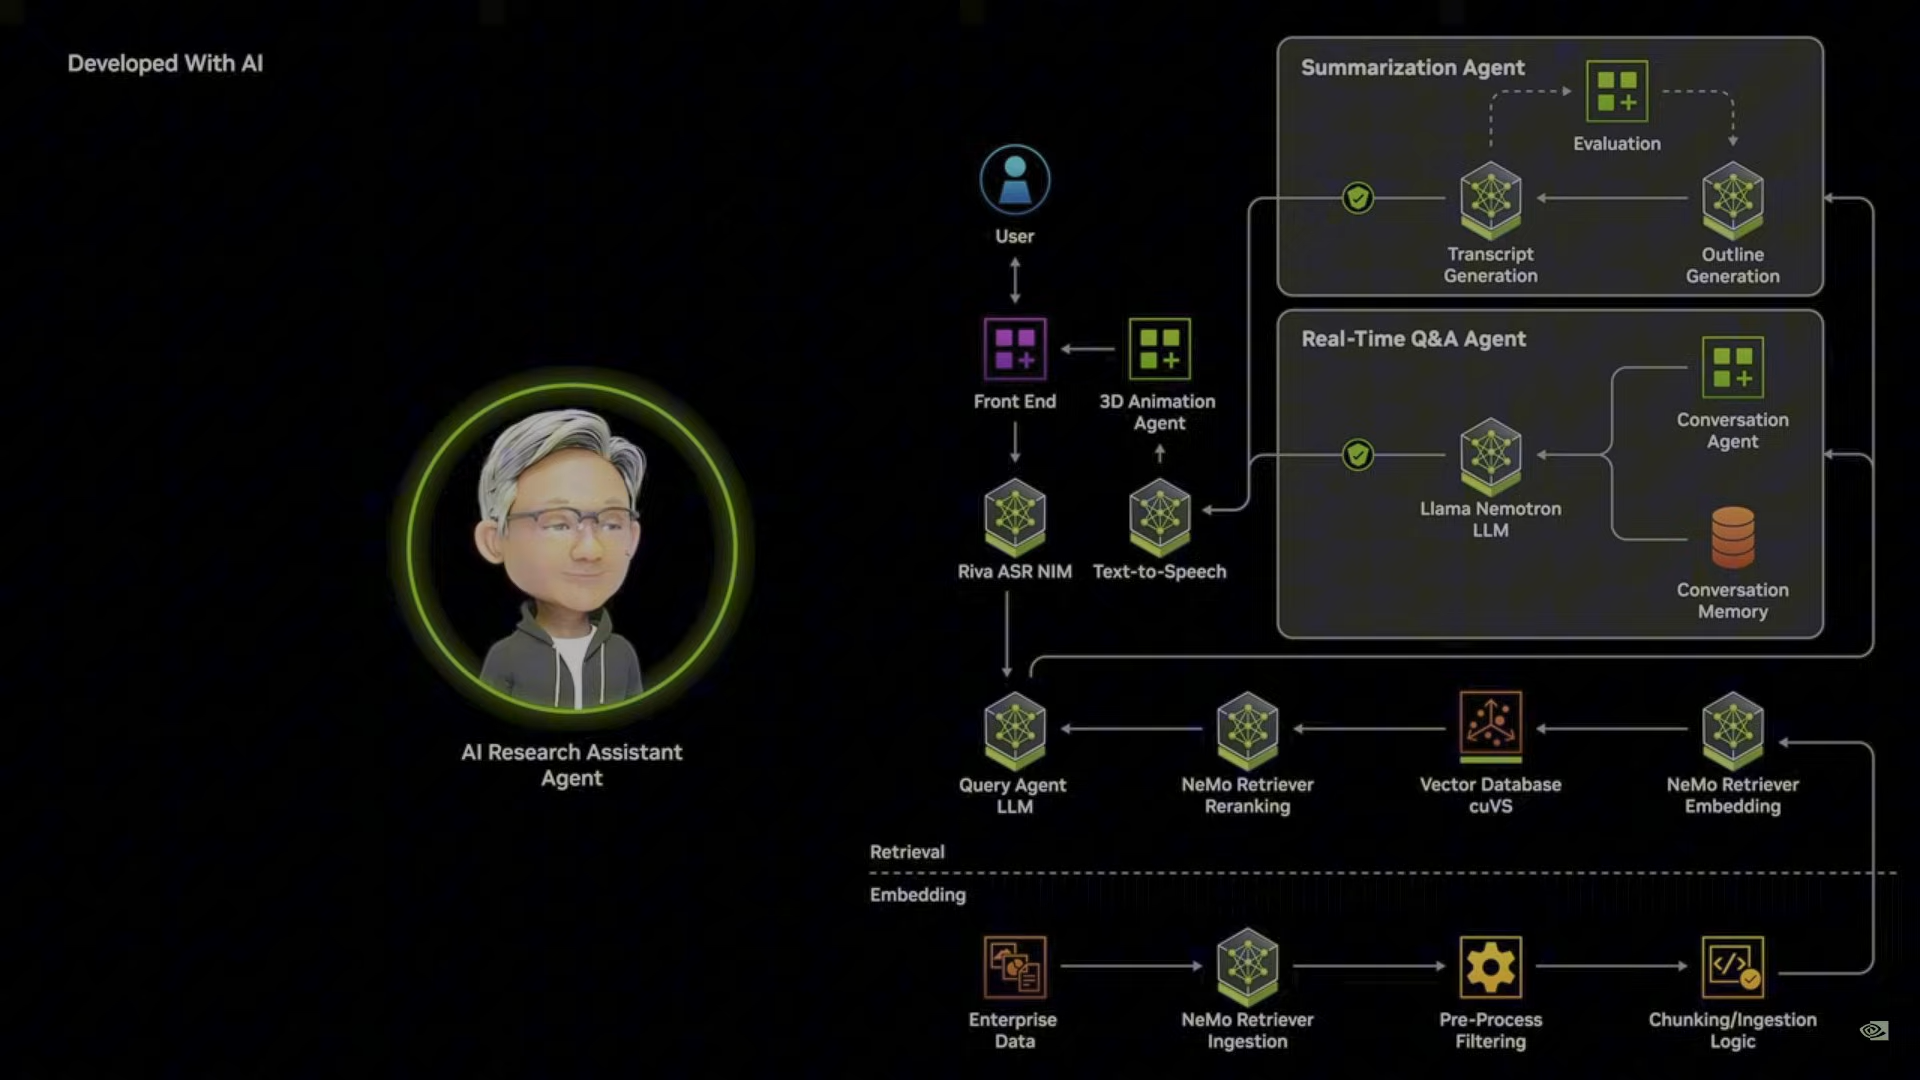 Developed With AI
AI Research Assistant
Agent
User
Front End
3D Animation
Agent
Riva ASR NIM
Text-to-Speech
Summarization Agent
Evaluation
Transcript
Generation
Outline
Generation
Real-Time Q&A Agent
Conversation
Agent
Llama Nemotron
LLM
Conversation
Memory
Query Agent
LLM
NeMo Retriever
Reranking
Vector Database
cuVS
NeMo Retriever
Embedding
Retrieval
Embedding
Enterprise
Data
NeMo Retriever
Ingestion
Pre-Process
Filtering
Chunking/Ingestion
Logic